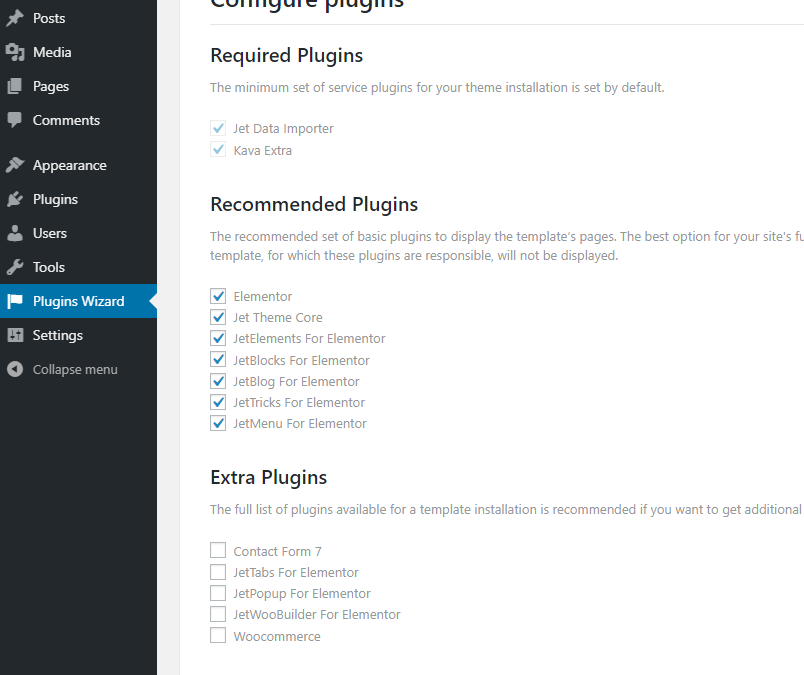 Configure plugins
Posts
Media
Pages
Comments
Appearance
Plugins
Users
Tools
Plugins Wizard
Settings
Collapse menu
Required Plugins
The minimum set of service plugins for your theme installation is set by default.
Jet Data Importer
Kava Extra
Recommended Plugins
The recommended set of basic plugins to display the template's pages. The best option for your site's fu
template, for which these plugins are responsible, will not be displayed.
Elementor
Jet Theme Core
JetElements For Elementor
JetBlocks For Elementor
JetBlog For Elementor
JetTricks For Elementor
JetMenu For Elementor
Extra Plugins
The full list of plugins available for a template installation is recommended if you want to get additional
Contact Form 7
JetTabs For Elementor
JetPopup For Elementor
JetWooBuilder For Elementor
Woocommerce